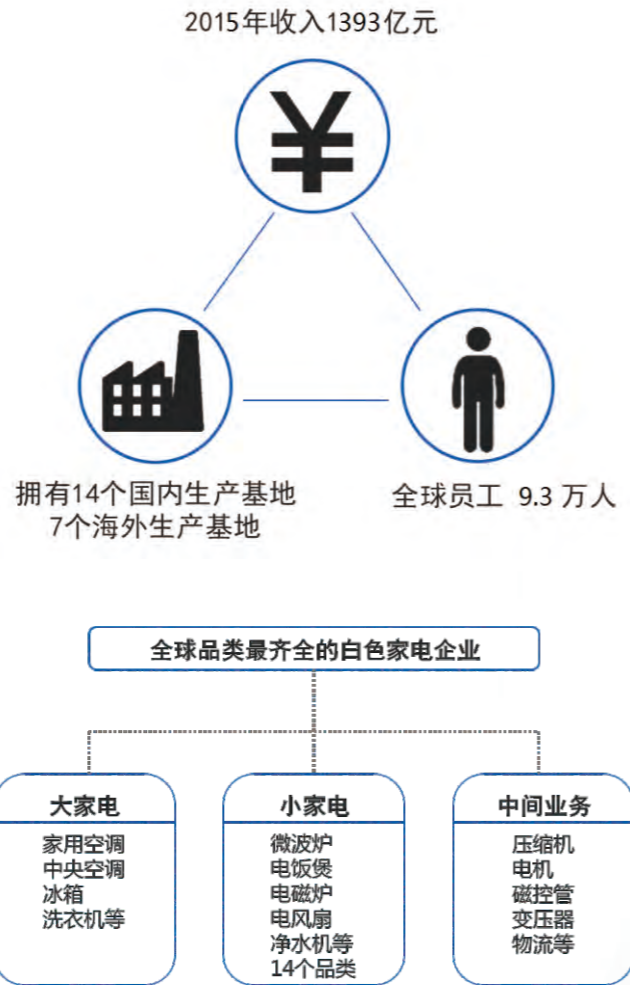 2015年收入1393亿元
¥
拥有14个国内生产基地
7个海外生产基地
全球员工 9.3 万人
全球品类最齐全的白色家电企业
大家电
家用空调
中央空调
冰箱
洗衣机等
小家电
微波炉
电饭煲
电磁炉
电风扇
净水机等
14个品类
中间业务
压缩机
电机
磁控管
变压器
物流等